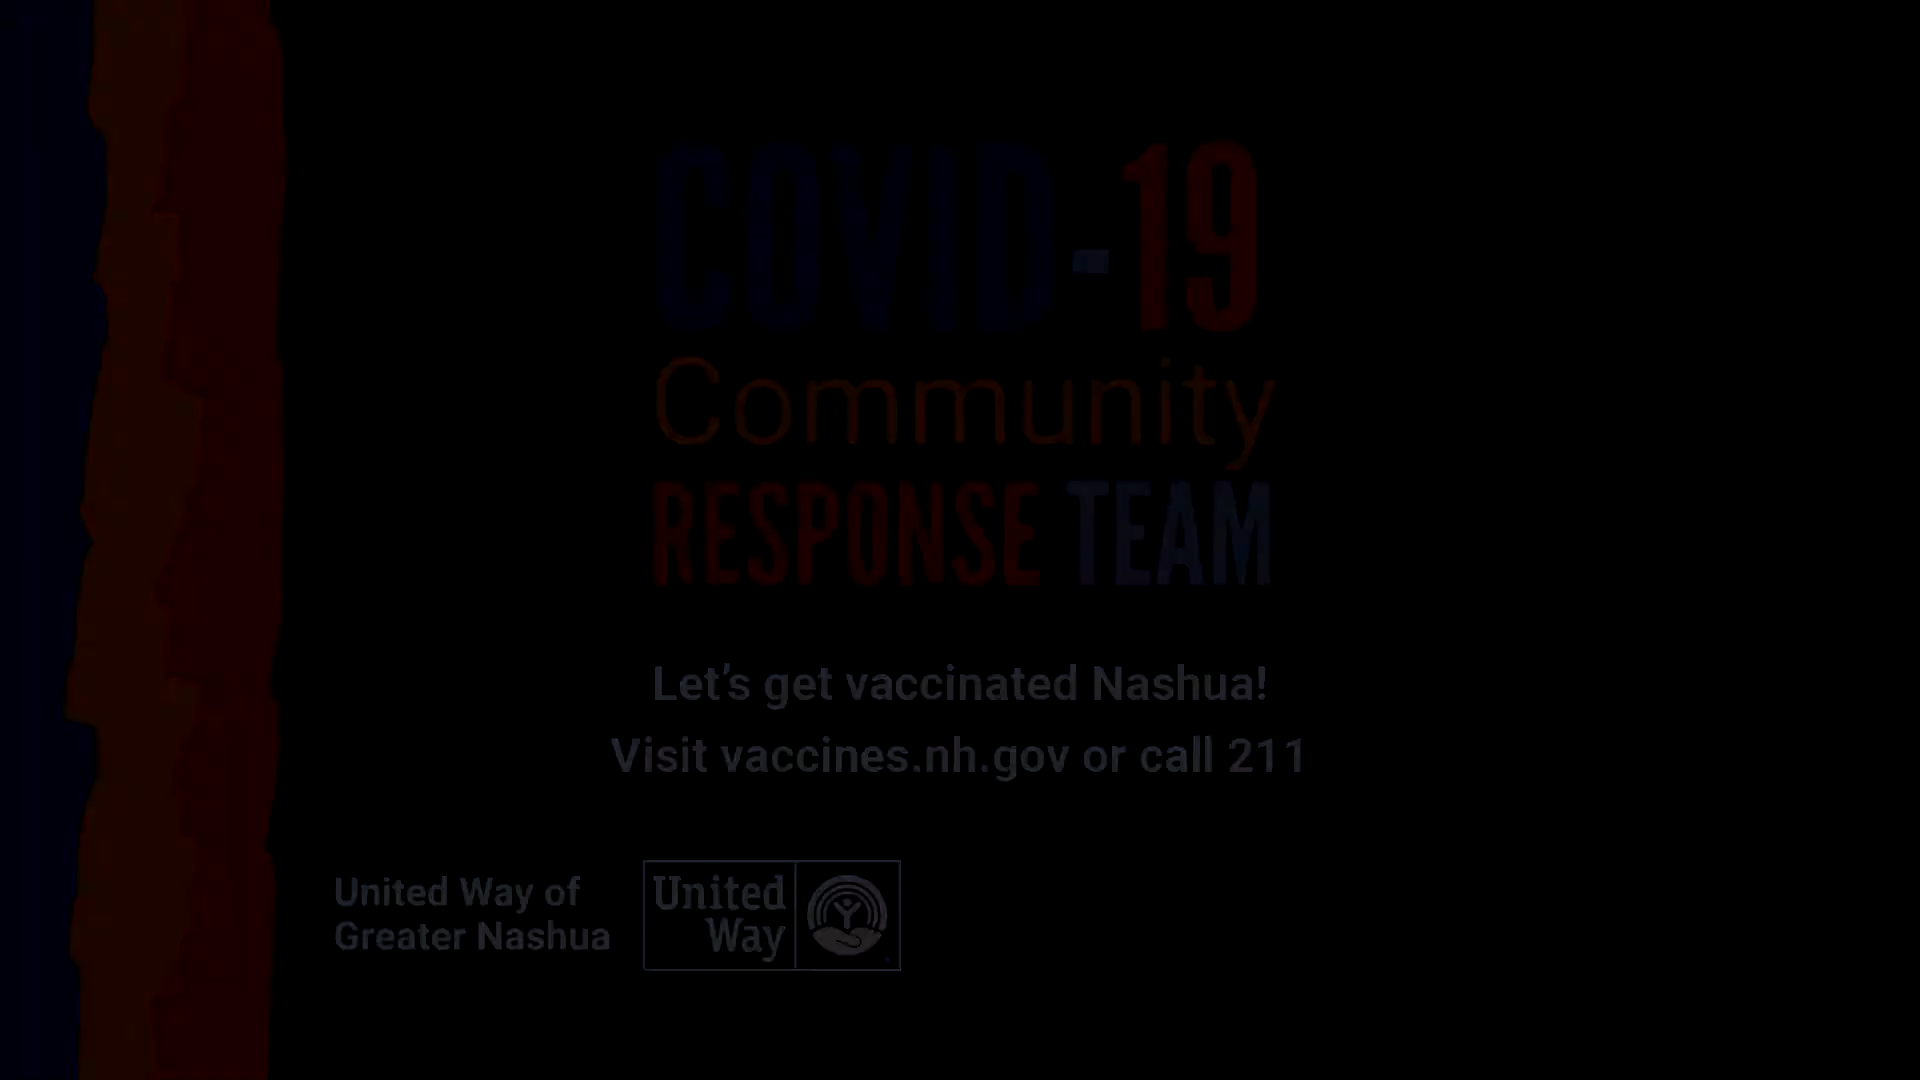 COVID-19
Community
RESPONSE TEAM
Let's get vaccinated Nashua!
Visit vaccines.nh.gov or call 211
United Way of
Greater Nashua
United
Way